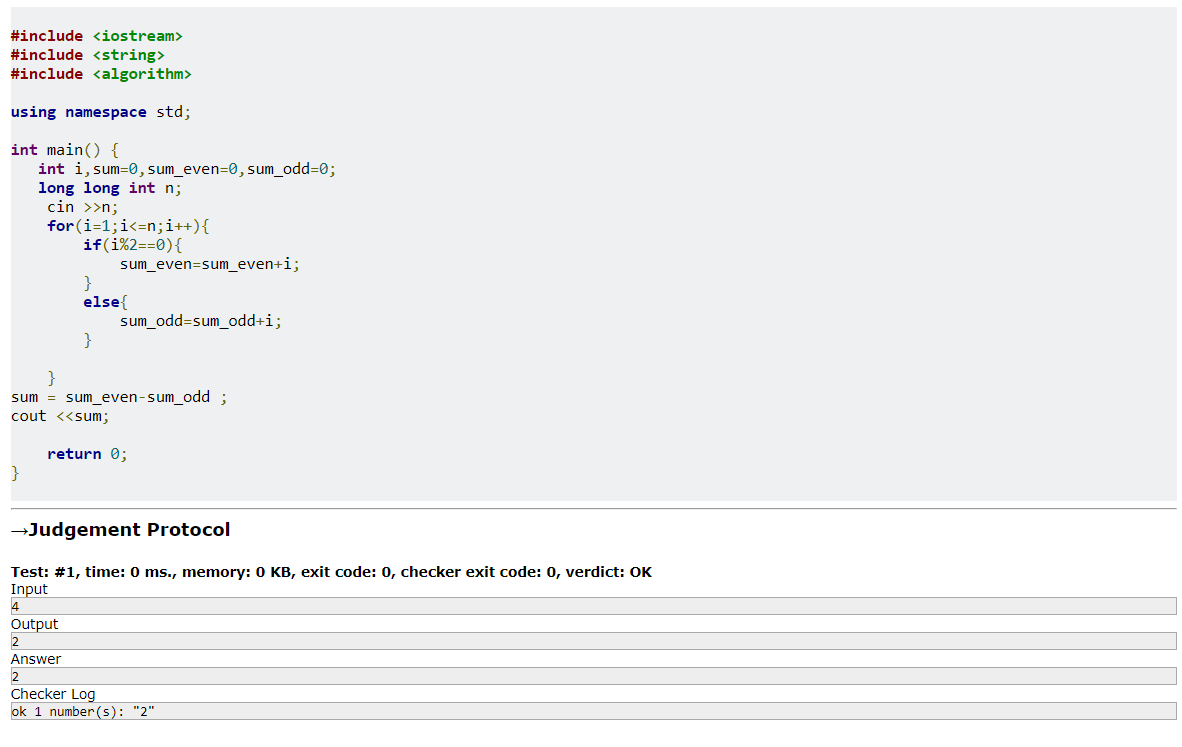 #include <iostream>
#include <string>
#include <algorithm>
using namespace std;
int main() {
int i,sum=0,sum_even=0,sum_odd=0;
long long int n;
cin >>n;
for(i=1;i<=n;i++){
if(i%2==0){
sum_even=sum_even+i;
}
else{
sum_odd=sum_odd+i;
}
}
sum = sum_even-sum_odd ;
cout <<sum;
return 0;
}
→Judgement Protocol
Test: #1, time: 0 ms., memory: 0 KB, exit code: 0, checker exit code: 0, verdict: OK
Input
4
Output
2
Answer
2
Checker Log
ok 1 number(s): "2"